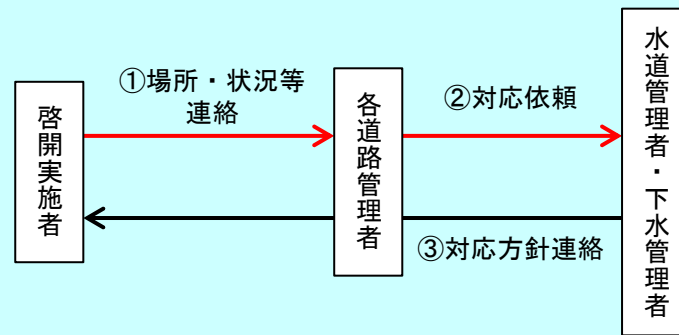 啓開実施者
①場所・状況等
連絡
各道路管理者
②対応依頼
③対応方針連絡
水道管理者・下水管理者